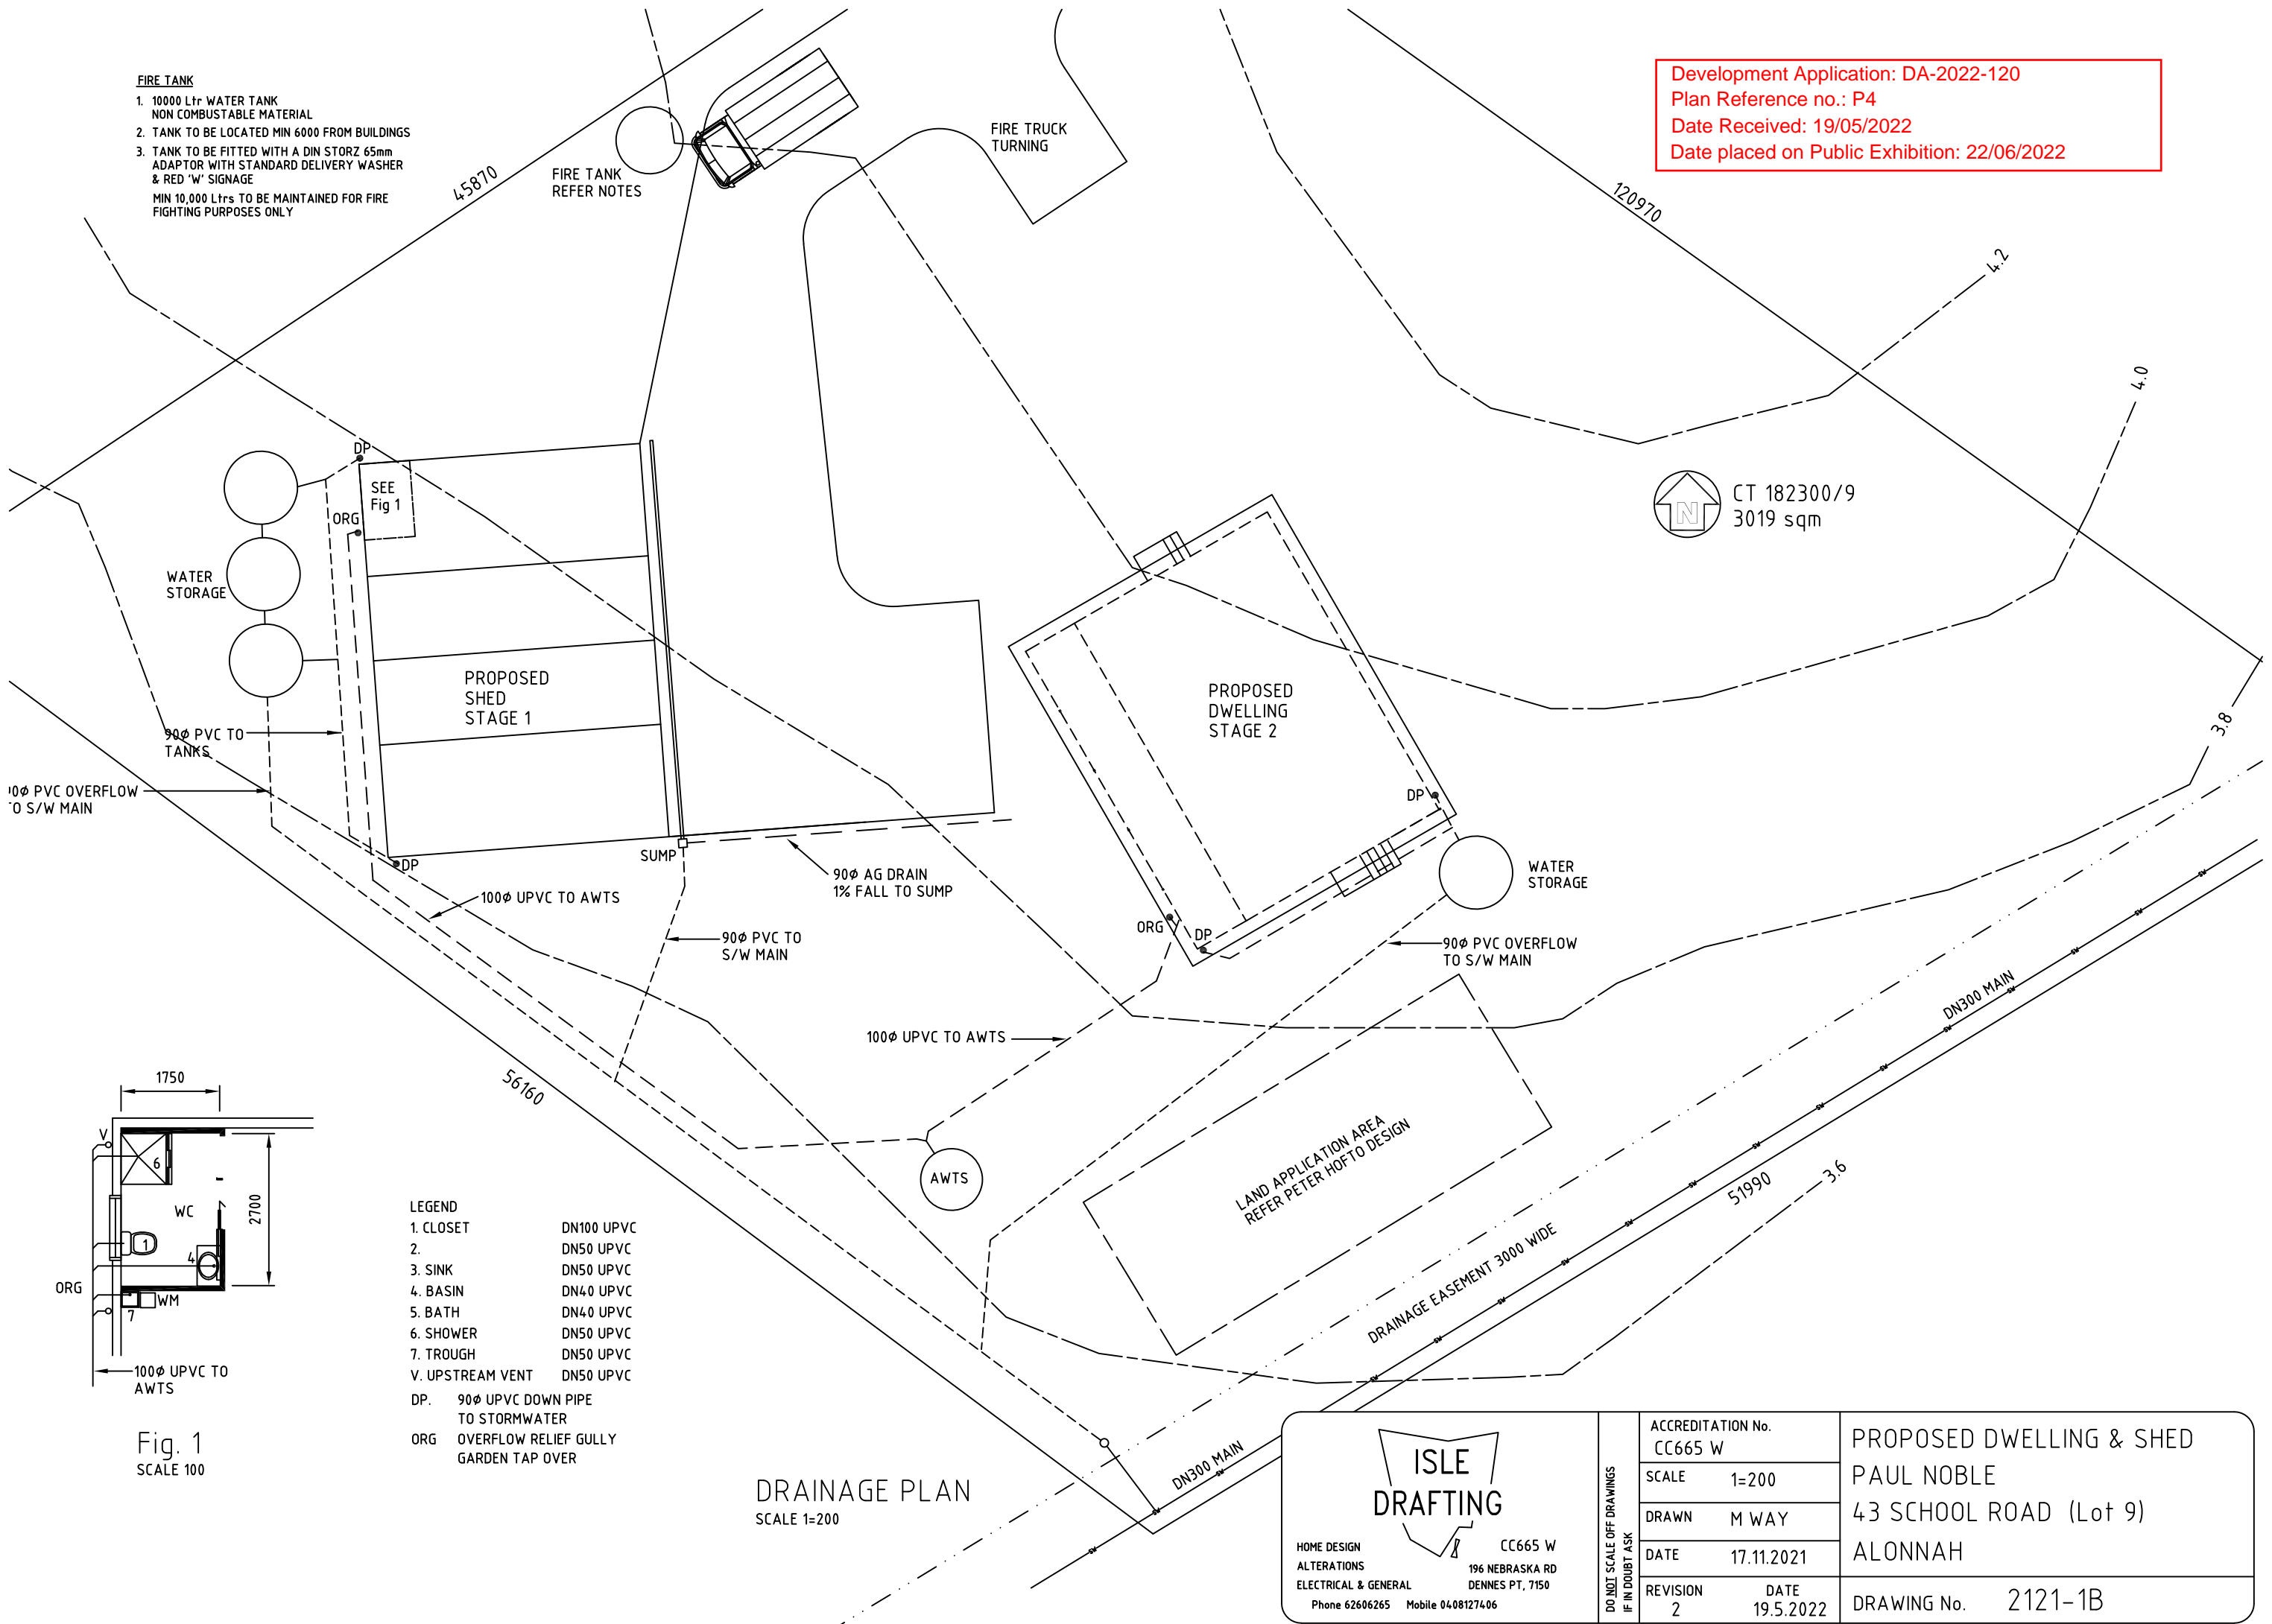 FIRE TANK
1. 10000 Ltr WATER TANK
NON COMBUSTABLE MATERIAL
2. TANK TO BE LOCATED MIN 6000 FROM BUILDINGS
3. TANK TO BE FITTED WITH A DIN STORZ 65mm
ADAPTOR WITH STANDARD DELIVERY WASHER
& RED 'W' SIGNAGE
MIN 10,000 Ltrs TO BE MAINTAINED FOR FIRE
FIGHTING PURPOSES ONLY
45870
FIRE TANK
REFER NOTES
FIRE TRUCK
TURNING
Development Application: DA-2022-120
Plan Reference no.: P4
Date Received: 19/05/2022
Date placed on Public Exhibition: 22/06/2022
120970
4.2
4.0
3.8
N
CT 182300/9
3019 sqm
DP
SEE
Fig 1
ORG
WATER
STORAGE
PROPOSED
SHED
STAGE 1
90ø PVC TO
TANKS
00ø PVC OVERFLOW
TO S/W MAIN
DP
SUMP
90ø AG DRAIN
1% FALL TO SUMP
100ø UPVC TO AWTS
90ø PVC TO
S/W MAIN
PROPOSED
DWELLING
STAGE 2
DP
WATER
STORAGE
ORG
DP
90ø PVC OVERFLOW
TO S/W MAIN
100ø UPVC TO AWTS
56160
AWTS
LAND APPLICATION AREA
REFER PETER HOFTO DESIGN
DN300 MAIN
51990
3.6
DRAINAGE EASEMENT 3000 WIDE
DN300 MAIN
1750
V
6
WC
2700
1
4
ORG
WM
7
100ø UPVC TO
AWTS
Fig. 1
SCALE 100
LEGEND
1. CLOSET DN100 UPVC
2. DN50 UPVC
3. SINK DN50 UPVC
4. BASIN DN40 UPVC
5. BATH DN40 UPVC
6. SHOWER DN50 UPVC
7. TROUGH DN50 UPVC
V. UPSTREAM VENT DN50 UPVC
DP. 90ø UPVC DOWN PIPE
TO STORMWATER
ORG OVERFLOW RELIEF GULLY
GARDEN TAP OVER
DRAINAGE PLAN
SCALE 1=200
ISLE
DRAFTING
HOME DESIGN
ALTERATIONS
ELECTRICAL & GENERAL
Phone 62606265 Mobile 0408127406
CC665 W
196 NEBRASKA RD
DENNES PT, 7150
DO NOT SCALE OFF DRAWINGS
IF IN DOUBT ASK
ACCREDITATION No.
CC665 W
SCALE 1=200
DRAWN M WAY
DATE 17.11.2021
REVISION DATE
2 19.5.2022
PROPOSED DWELLING & SHED
PAUL NOBLE
43 SCHOOL ROAD (Lot 9)
ALONNAH
DRAWING No. 2121-1B